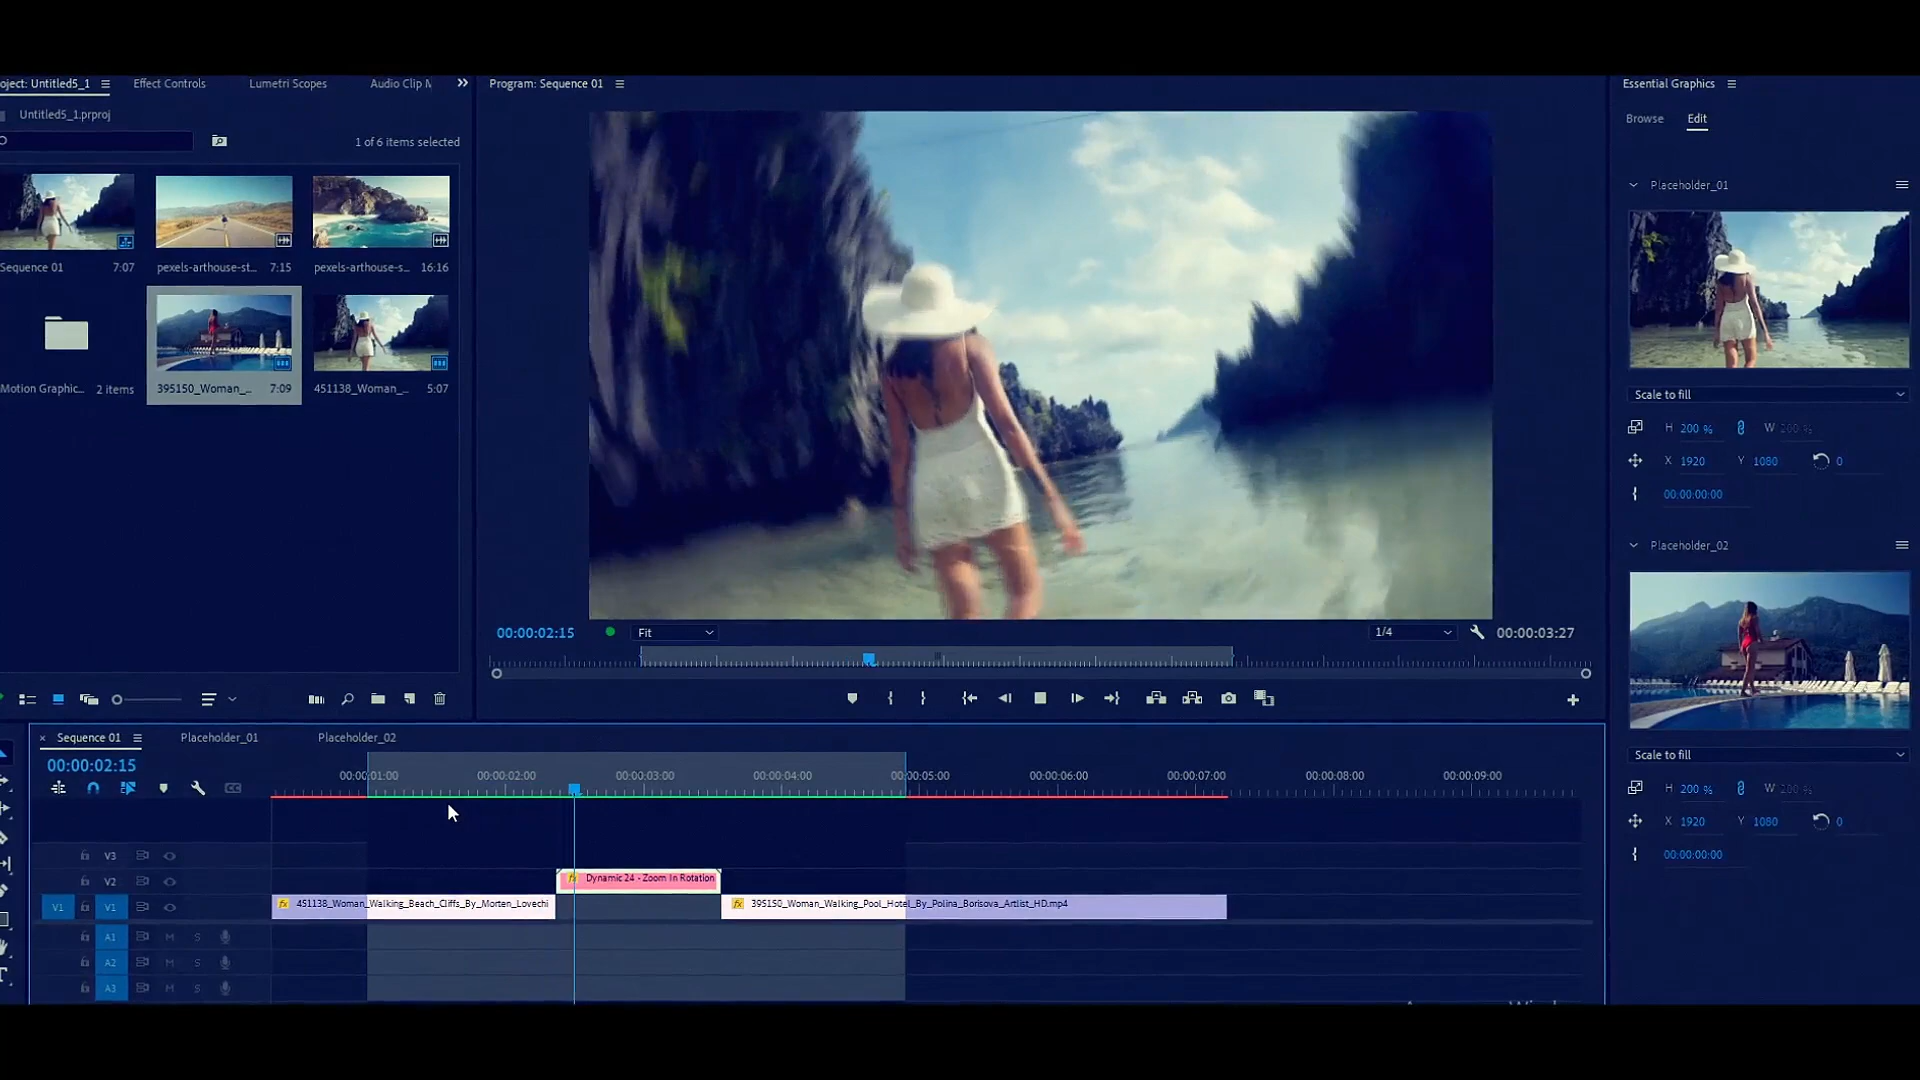 oject: Untitled5_1
Effect Controls
Lumetri Scopes
Audio Clip M
Program: Sequence 01
Essential Graphics
Untitled5_1.prproj
Browse
Edit
1 of 6 items selected
Placeholder_01
Sequence 01
7:07
pexels-arthouse-st...
7:15
pexels-arthouse-s...
16:16
Motion Graphic...
2 items
395150_Woman_...
7:09
451138_Woman_...
5:07
Scale to fill
H 200 % W 200 %
X 1920 Y 1080 0
00:00:00:00
Placeholder_02
00:00:02:15
Fit
1/4
00:00:03:27
Scale to fill
H 200 % W 200 %
X 1920 Y 1080 0
00:00:00:00
Sequence 01
Placeholder_01
Placeholder_02
00:00:02:15
00:00:01:00
00:00:02:00
00:00:03:00
00:00:04:00
00:00:05:00
00:00:06:00
00:00:07:00
00:00:08:00
00:00:09:00
V3
V2
fx Dynamic 24 - Zoom In Rotation
V1 V1
fx 451138_Woman_Walking_Beach_Cliffs_By_Morten_Lovechi
fx 395150_Woman_Walking_Pool_Hotel_By_Polina_Borisova_Artlist_HD.mp4
A1 M S
A2 M S
A3 M S